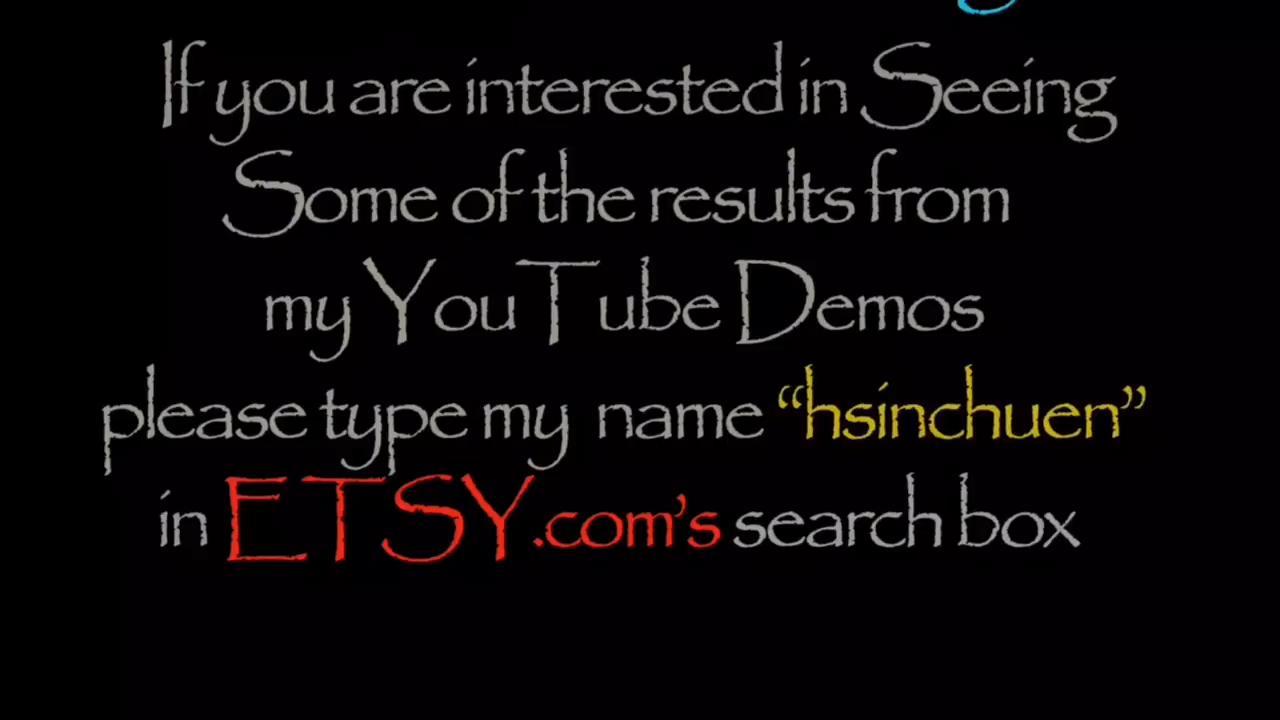 If you are interested in Seeing
Some of the results from
my YouTube Demos
please type my name “hsinchuen”
in ETSY.com’s search box